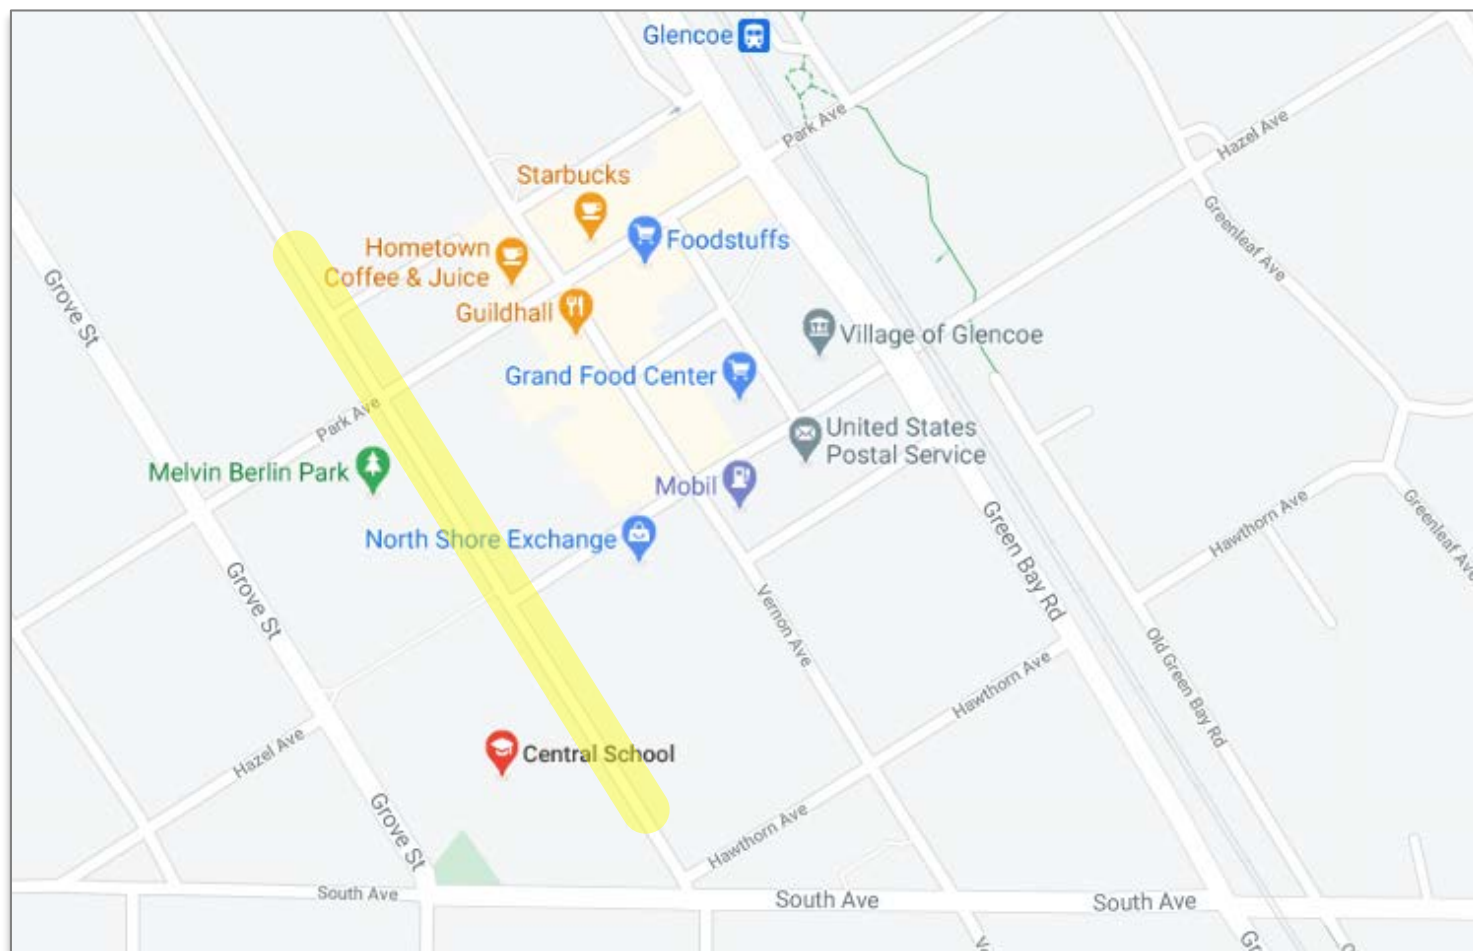 Glencoe
Park Ave
Hazel Ave
Starbucks
Greenleaf Ave
Hometown
Coffee & Juice
Foodstuffs
Grove St
Guildhall
Village of Glencoe
Grand Food Center
Park Ave
United States
Postal Service
Melvin Berlin Park
Mobil
Green Bay Rd
Hawthorn Ave
Greenleaf Ave
North Shore Exchange
Grove St
Vernon Ave
Old Green Bay Rd
Hawthorn Ave
Hazel Ave
Central School
Grove St
Hawthorn Ave
South Ave
South Ave
South Ave